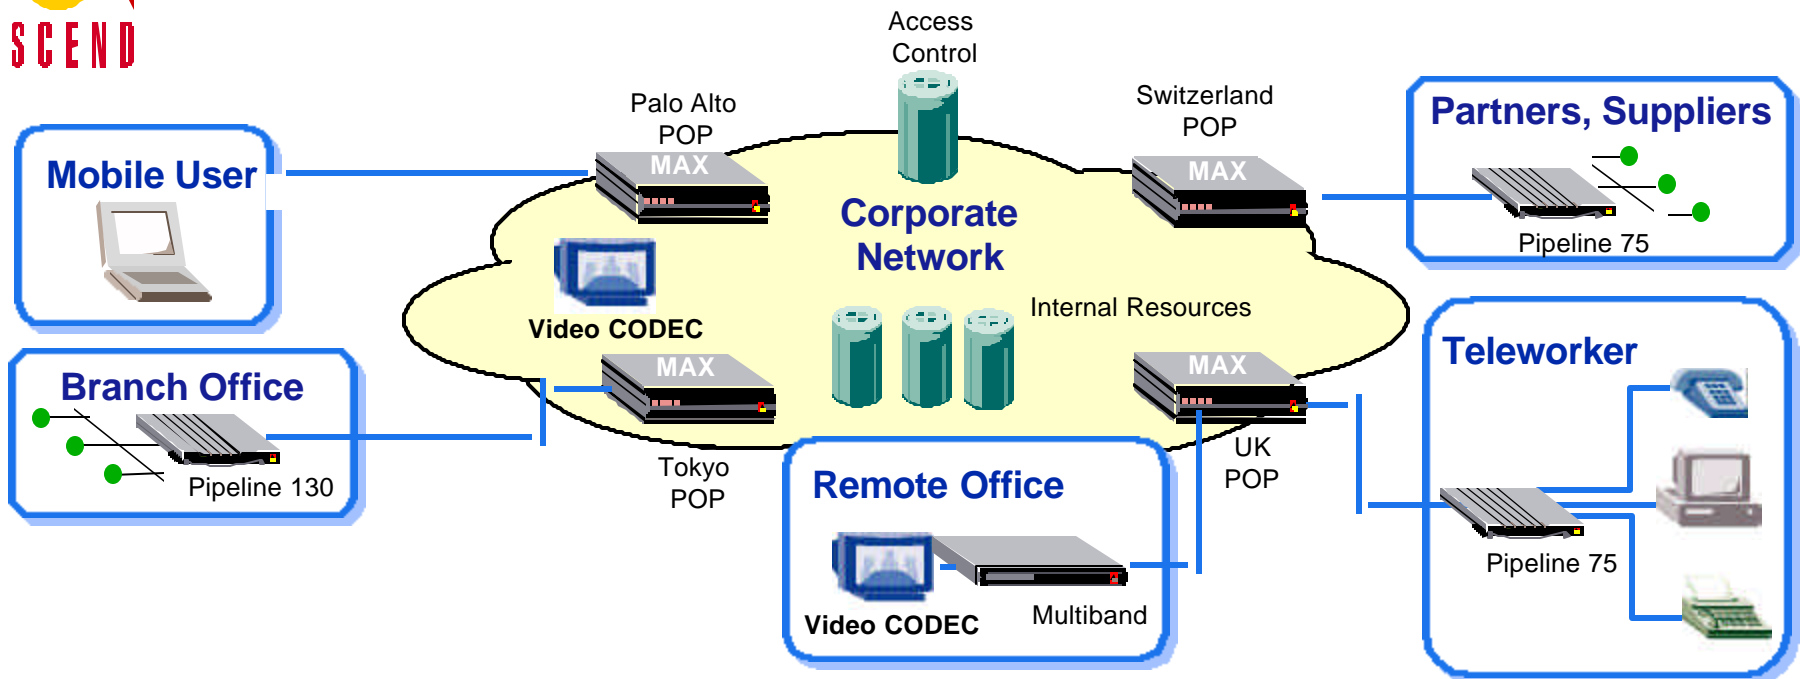 SCEND
Access
Control
Palo Alto
POP
Switzerland
POP
Partners, Suppliers
Mobile User
MAX
MAX
Corporate
Network
Pipeline 75
Internal Resources
Video CODEC
Teleworker
MAX
MAX
Branch Office
Tokyo
POP
UK
POP
Pipeline 130
Remote Office
Pipeline 75
Multiband
Video CODEC